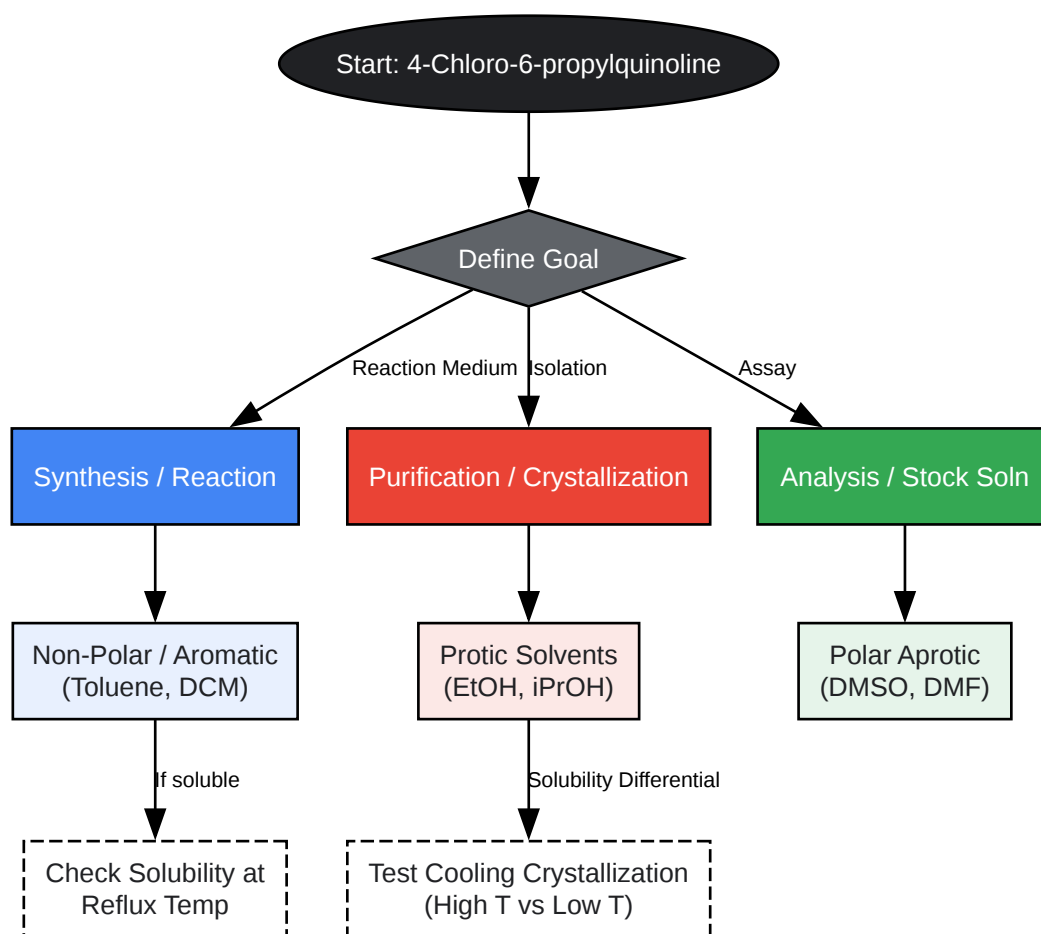 Start: 4-Chloro-6-propylquinoline
Define Goal
Reaction Medium
Isolation
Assay
Synthesis / Reaction
Purification / Crystallization
Analysis / Stock Soln
Non-Polar / Aromatic
(Toluene, DCM)
Protic Solvents
(EtOH, iPrOH)
Polar Aprotic
(DMSO, DMF)
If soluble
Solubility Differential
Check Solubility at
Reflux Temp
Test Cooling Crystallization
(High T vs Low T)